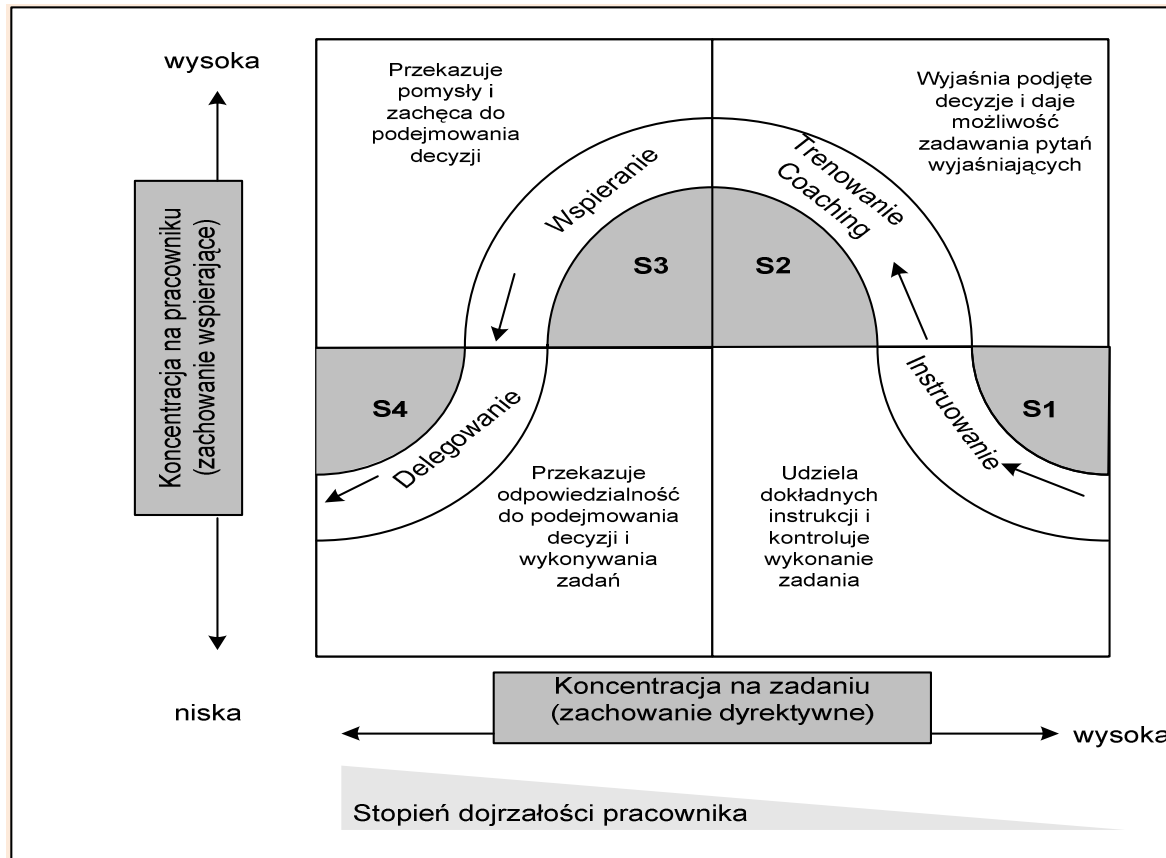 wysoka
Koncentracja na pracowniku
(zachowanie wspierające)
niska
Przekazuje
pomysły i
zachęca do
podejmowania
decyzji
Wyjaśnia podjęte
decyzje i daje
możliwość
zadawania pytań
wyjaśniających
Wspieranie
Trenowanie
Coaching
S3
S2
S4
S1
Delegowanie
Instruowanie
Przekazuje
odpowiedzialność
do podejmowania
decyzji i
wykonywania
zadań
Udziela
dokładnych
instrukcji i
kontroluje
wykonanie
zadania
Koncentracja na zadaniu
(zachowanie dyrektywne)
wysoka
Stopień dojrzałości pracownika